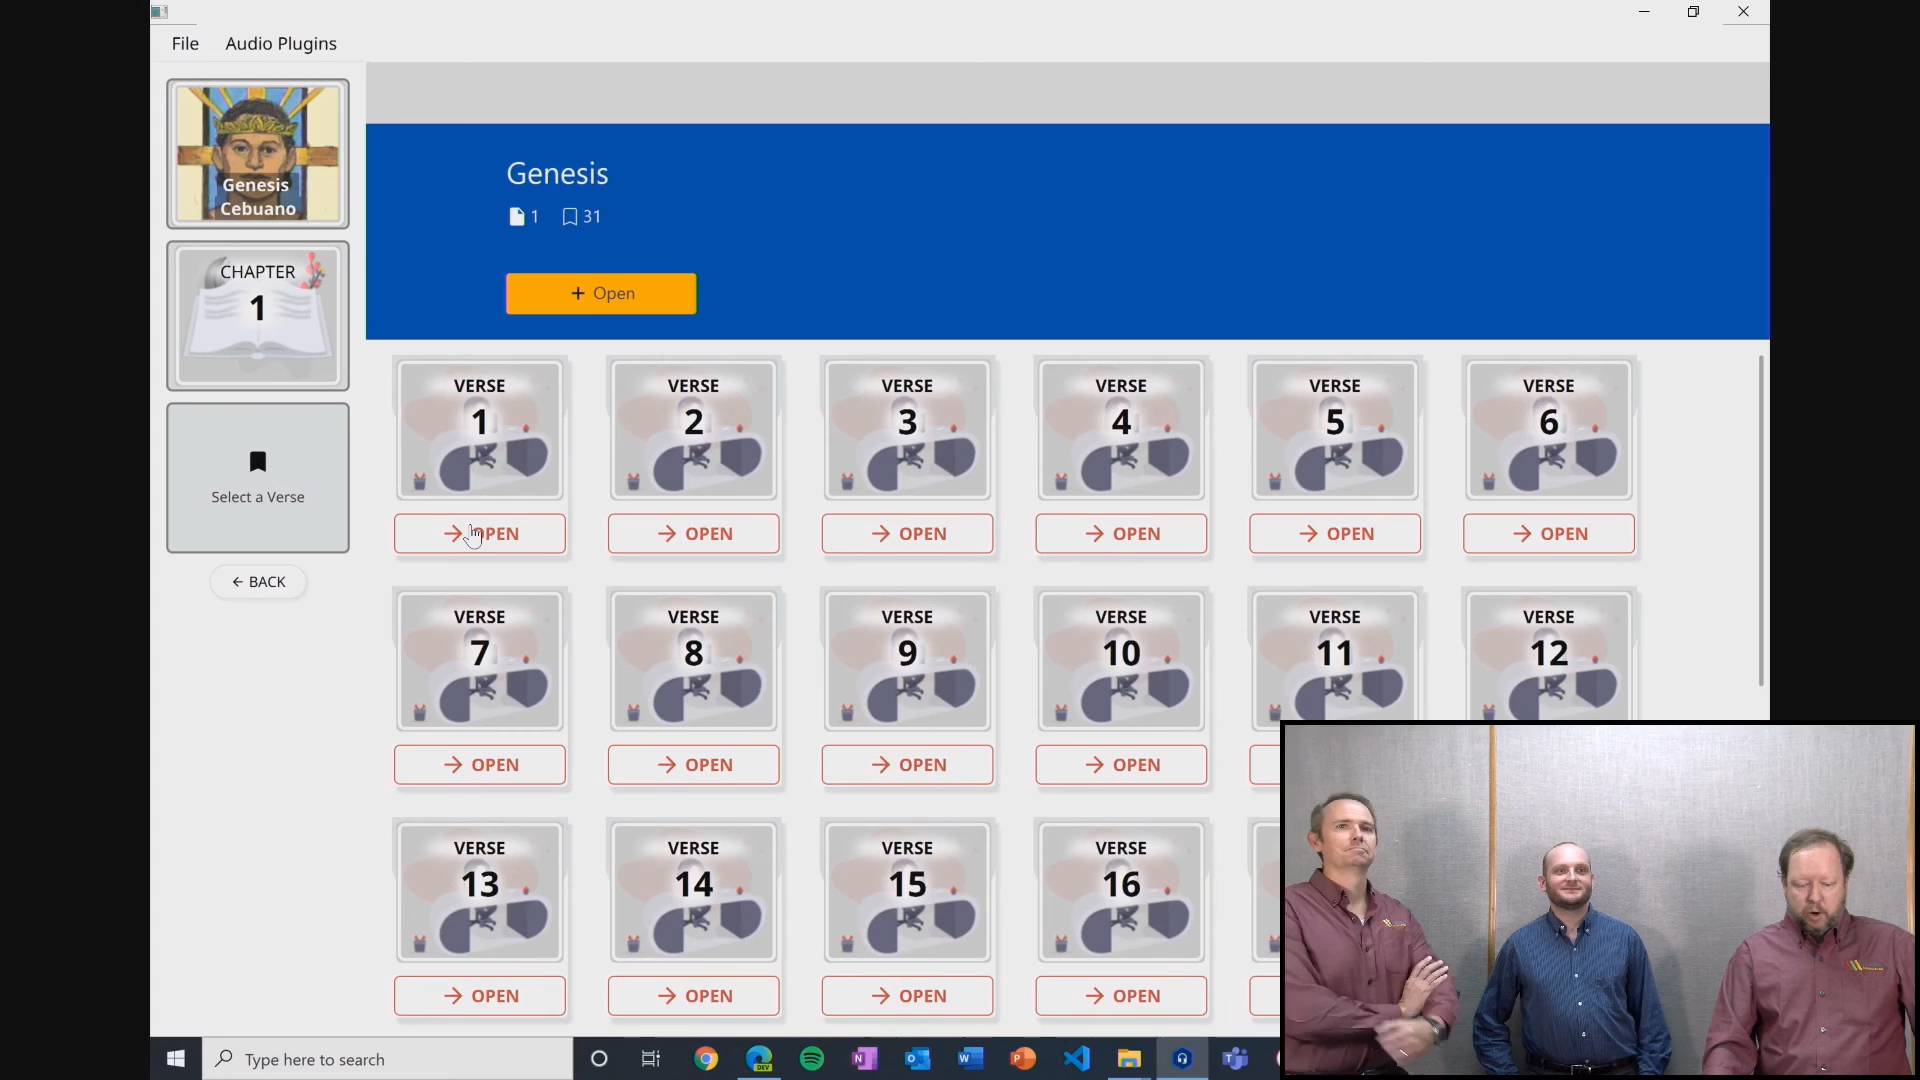 File Audio Plugins
Genesis
Cebuano
CHAPTER
1
Select a Verse
← BACK
Genesis
1 31
+ Open
VERSE VERSE VERSE VERSE VERSE VERSE
1 2 3 4 5 6
→ OPEN → OPEN → OPEN → OPEN → OPEN → OPEN
VERSE VERSE VERSE VERSE VERSE VERSE
7 8 9 10 11 12
→ OPEN → OPEN → OPEN → OPEN
VERSE VERSE VERSE VERSE
13 14 15 16
→ OPEN → OPEN → OPEN → OPEN
Type here to search